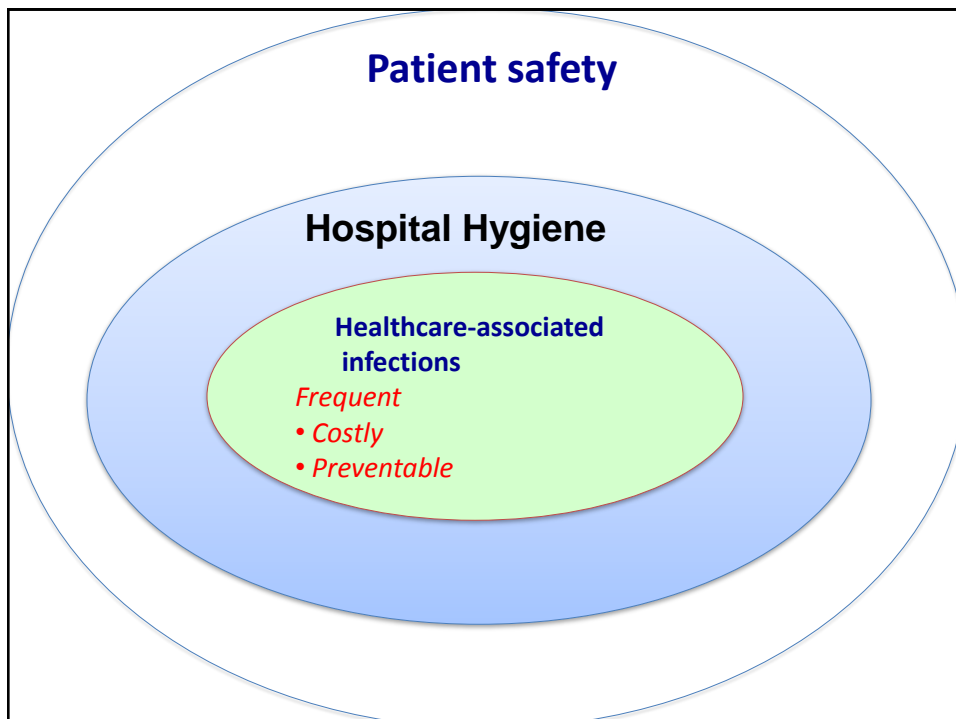 Patient safety
Hospital Hygiene
Healthcare-associated
infections
Frequent
• Costly
• Preventable